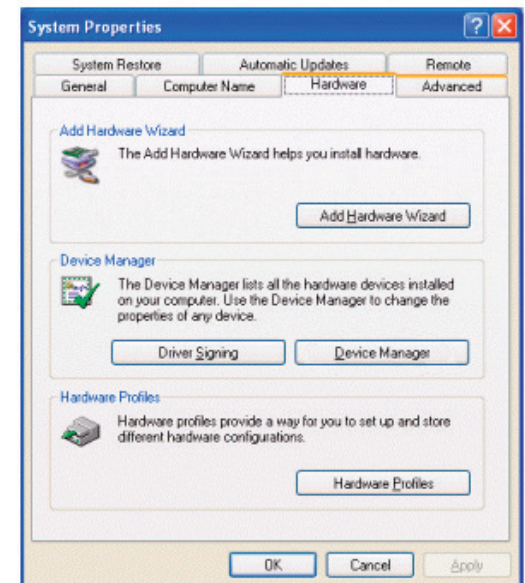 System Properties
?
X
System Restore Automatic Updates Remote
General Computer Name Hardware Advanced
Add Hardware Wizard
The Add Hardware Wizard helps you install hardware.
Add Hardware Wizard
Device Manager
The Device Manager lists all the hardware devices installed
on your computer. Use the Device Manager to change the
properties of any device.
Driver Signing Device Manager
Hardware Profiles
Hardware profiles provide a way for you to set up and store
different hardware configurations.
Hardware Profiles
OK Cancel Apply